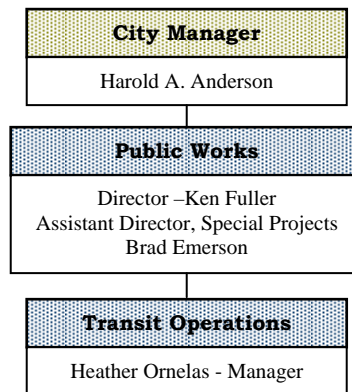 City Manager
Harold A. Anderson
Public Works
Director –Ken Fuller
Assistant Director, Special Projects
Brad Emerson
Transit Operations
Heather Ornelas - Manager